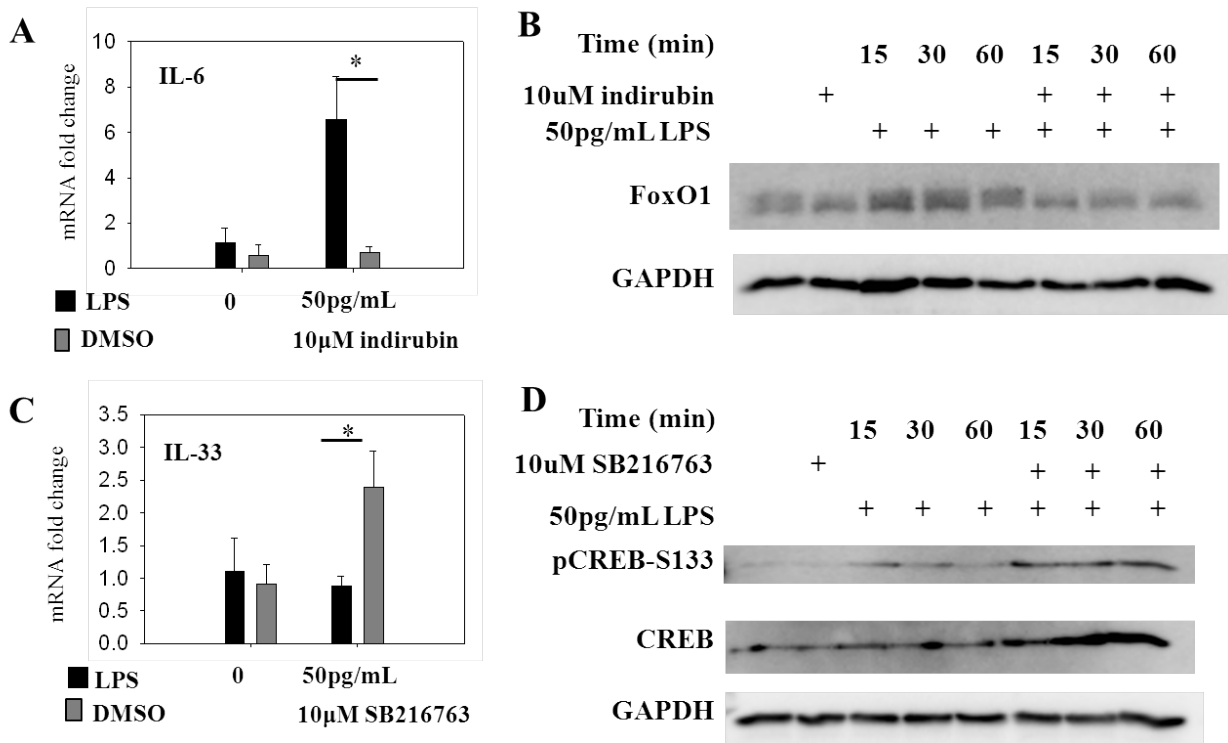 A
10
8
6
4
2
0
mRNA fold change
IL-6
*
LPS 0 50pg/mL
DMSO 10µM indirubin
B
Time (min) 15 30 60 15 30 60
10uM indirubin + + + +
50pg/mL LPS + + + + + +
FoxO1
GAPDH
C
3.5
3.0
2.5
2.0
1.5
1.0
0.5
0.0
mRNA fold change
IL-33
*
LPS 0 50pg/mL
DMSO 10µM SB216763
D
Time (min) 15 30 60 15 30 60
10uM SB216763 + + + +
50pg/mL LPS + + + + + +
pCREB-S133
CREB
GAPDH